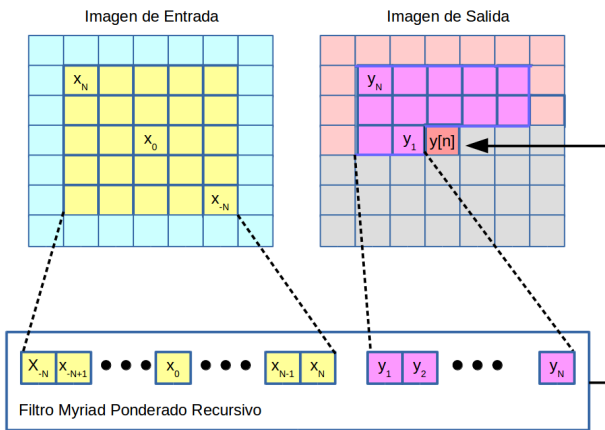 Imagen de Entrada
Imagen de Salida
x_N
y_N
x_0
y_1 y[n]
x_-N
X_-N x_-N+1 ● ● ● x_0 ● ● ● x_N-1 x_N y_1 y_2 ● ● ● y_N
Filtro Myriad Ponderado Recursivo